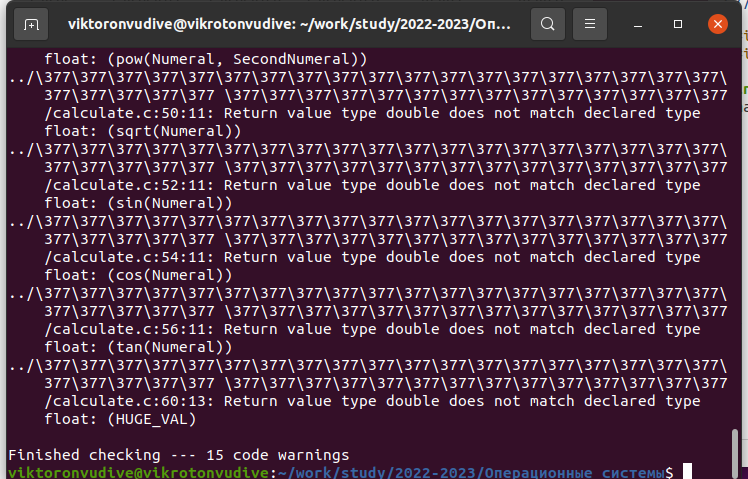 viktoronvudive@vikrotonvudive: ~/work/study/2022-2023/Оп...
float: (pow(Numeral, SecondNumeral))
../\377\377\377\377\377\377\377\377\377\377\377\377\377\377\377\377\377\377\377\
377\377\377\377\377 \377\377\377\377\377\377\377\377\377\377\377\377\377\377
/calculate.c:50:11: Return value type double does not match declared type
float: (sqrt(Numeral))
../\377\377\377\377\377\377\377\377\377\377\377\377\377\377\377\377\377\377\377\
377\377\377\377\377 \377\377\377\377\377\377\377\377\377\377\377\377\377\377
/calculate.c:52:11: Return value type double does not match declared type
float: (sin(Numeral))
../\377\377\377\377\377\377\377\377\377\377\377\377\377\377\377\377\377\377\377\
377\377\377\377\377 \377\377\377\377\377\377\377\377\377\377\377\377\377\377
/calculate.c:54:11: Return value type double does not match declared type
float: (cos(Numeral))
../\377\377\377\377\377\377\377\377\377\377\377\377\377\377\377\377\377\377\377\
377\377\377\377\377 \377\377\377\377\377\377\377\377\377\377\377\377\377\377
/calculate.c:56:11: Return value type double does not match declared type
float: (tan(Numeral))
../\377\377\377\377\377\377\377\377\377\377\377\377\377\377\377\377\377\377\377\
377\377\377\377\377 \377\377\377\377\377\377\377\377\377\377\377\377\377\377
/calculate.c:60:13: Return value type double does not match declared type
float: (HUGE_VAL)
Finished checking --- 15 code warnings
viktoronvudive@vikrotonvudive:~/work/study/2022-2023/Операционные системы$